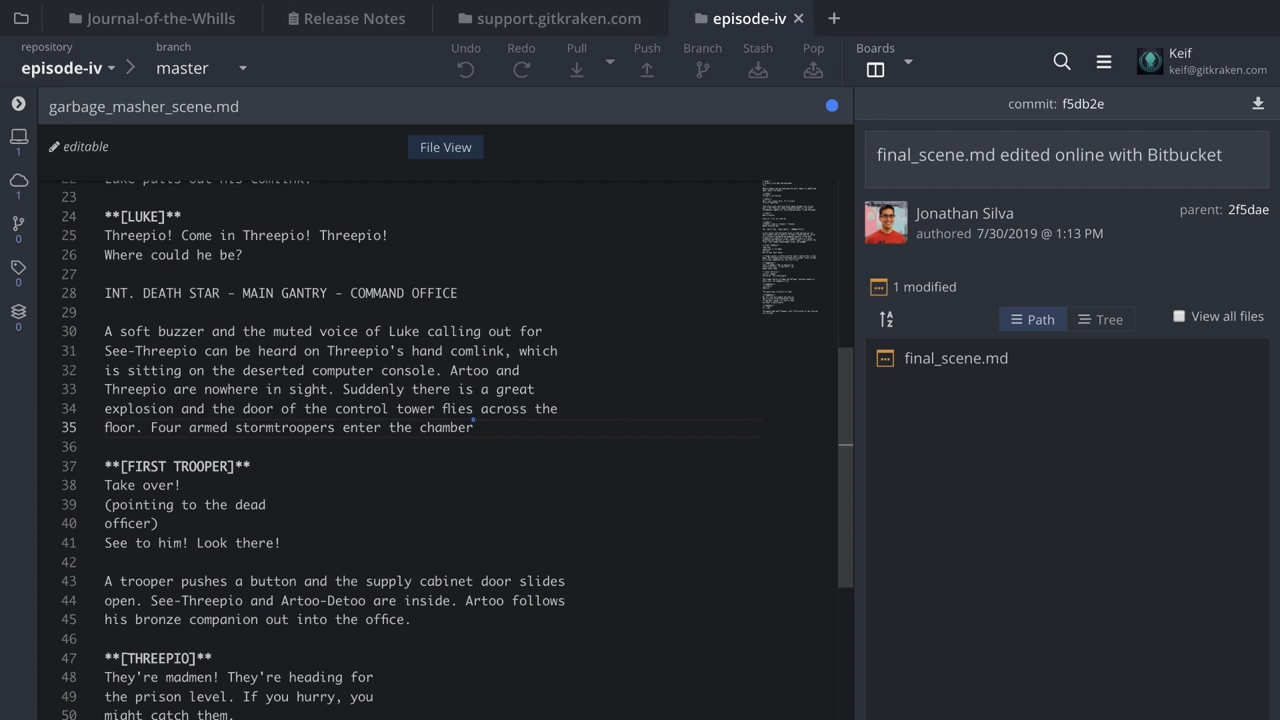 Journal-of-the-Whills
Release Notes
support.gitkraken.com
episode-iv
repository
episode-iv
branch
master
Undo
Redo
Pull
Push
Branch
Stash
Pop
Boards
Keif
keif@gitkraken.com
garbage_masher_scene.md
editable
File View
1
1
0
0
0
22 Luke pulls out his comlink.
23
24 **[LUKE]**
25 Threepio! Come in Threepio! Threepio!
26 Where could he be?
27
28 INT. DEATH STAR - MAIN GANTRY - COMMAND OFFICE
29
30 A soft buzzer and the muted voice of Luke calling out for
31 See-Threepio can be heard on Threepio's hand comlink, which
32 is sitting on the deserted computer console. Artoo and
33 Threepio are nowhere in sight. Suddenly there is a great
34 explosion and the door of the control tower flies across the
35 floor. Four armed stormtroopers enter the chamber
36
37 **[FIRST TROOPER]**
38 Take over!
39 (pointing to the dead
40 officer)
41 See to him! Look there!
42
43 A trooper pushes a button and the supply cabinet door slides
44 open. See-Threepio and Artoo-Detoo are inside. Artoo follows
45 his bronze companion out into the office.
46
47 **[THREEPIO]**
48 They're madmen! They're heading for
49 the prison level. If you hurry, you
50 might catch them.
commit: f5db2e
final_scene.md edited online with Bitbucket
Jonathan Silva
authored 7/30/2019 @ 1:13 PM
parent: 2f5dae
1 modified
Path
Tree
View all files
final_scene.md